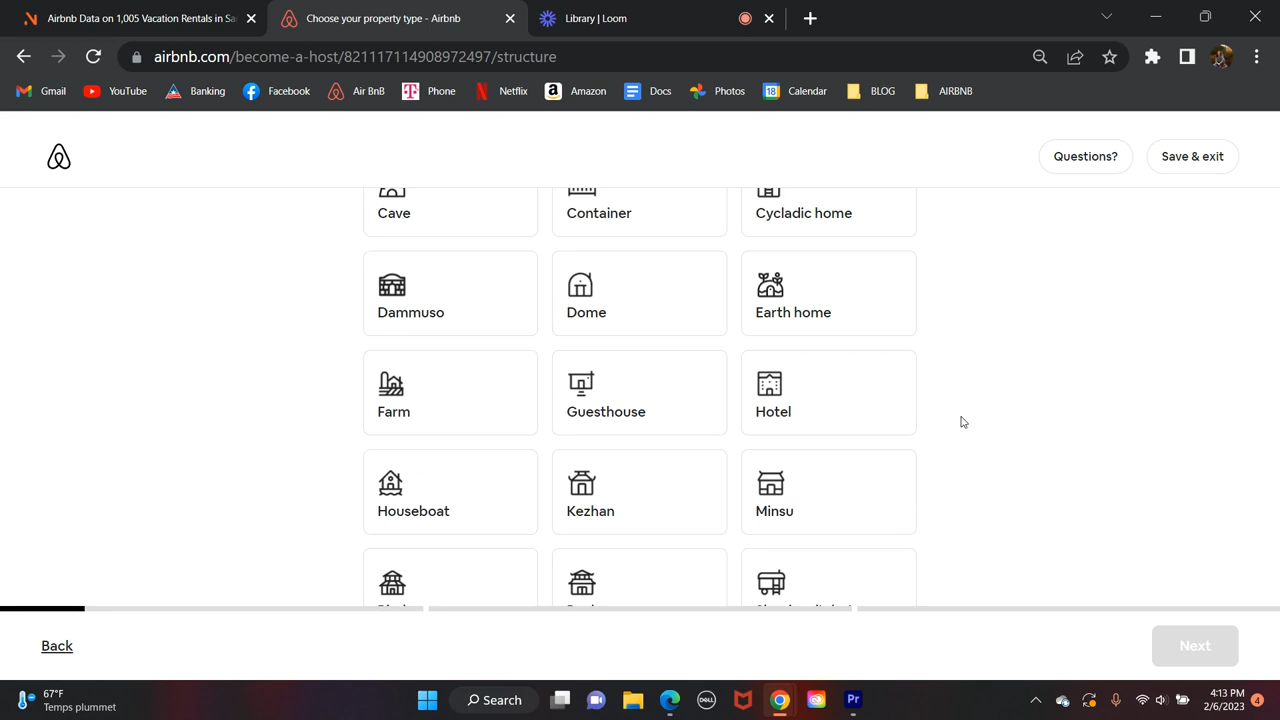 Airbnb Data on 1,005 Vacation Rentals in Sa
Choose your property type - Airbnb
Library | Loom
airbnb.com/become-a-host/821117114908972497/structure
Gmail
YouTube
Banking
Facebook
Air BnB
Phone
Netflix
Docs
Photos
Calendar
BLOG
AIRBNB
Questions?
Save & exit
Cave
Container
Cycladic home
Dammuso
Dome
Earth home
Farm
Guesthouse
Hotel
Houseboat
Kezhan
Minsu
Back
Next
67°F
Temps plummet
Search
DELL
Pr
4:13 PM
2/6/2023
4